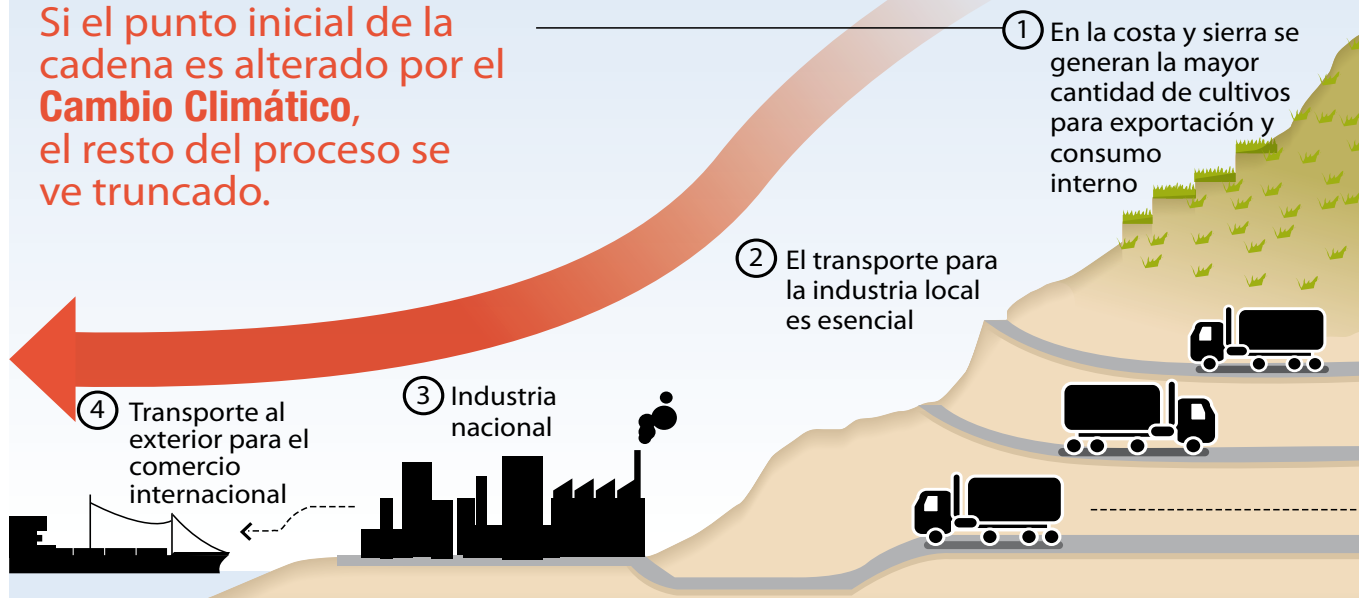 Si el punto inicial de la
cadena es alterado por el
Cambio Climático,
el resto del proceso se
ve truncado.
1 En la costa y sierra se
generan la mayor
cantidad de cultivos
para exportación y
consumo
interno
2 El transporte para
la industria local
es esencial
3 Industria
nacional
4 Transporte al
exterior para el
comercio
internacional